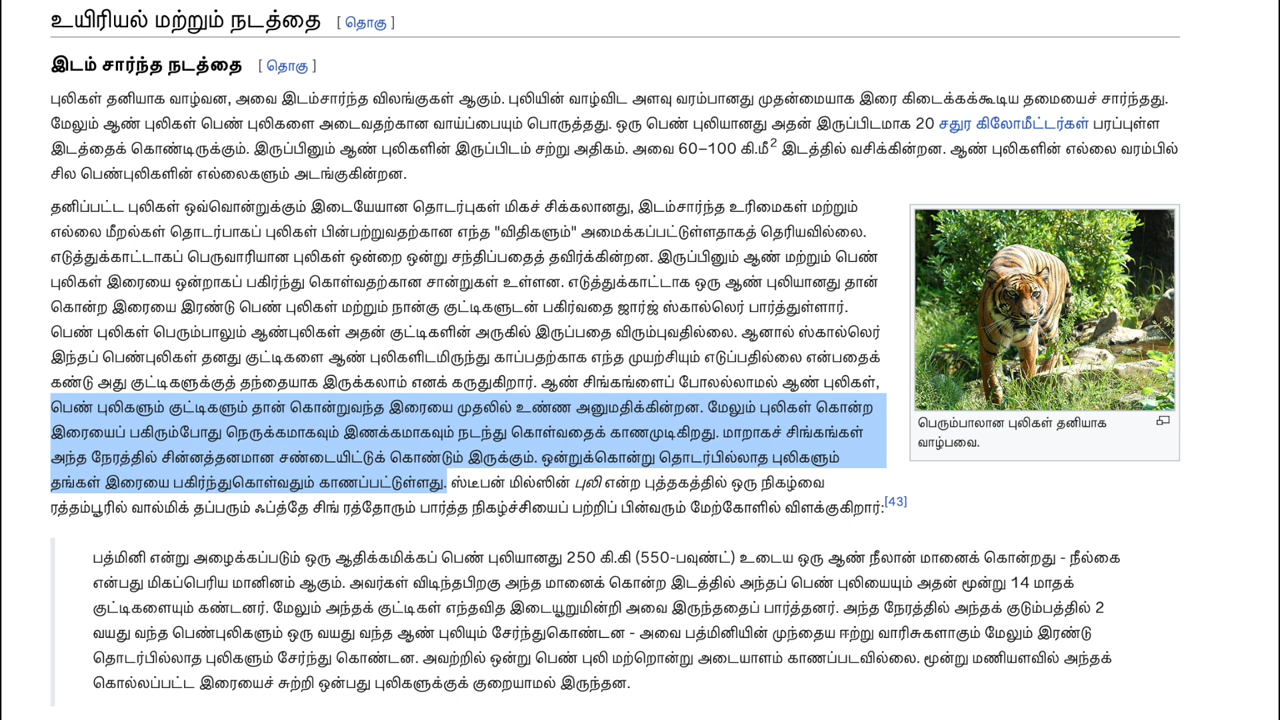 உயிரியல் மற்றும் நடத்தை [ தொகு ]
இடம் சார்ந்த நடத்தை [ தொகு ]
புலிகள் தனியாக வாழ்வன, அவை இடம்சார்ந்த விலங்குகள் ஆகும். புலியின் வாழ்விட அளவு வரம்பானது முதன்மையாக இரை கிடைக்கக்கூடிய தமையைச் சார்ந்தது.
மேலும் ஆண் புலிகள் பெண் புலிகளை அடைவதற்கான வாய்ப்பையும் பொருத்தது. ஒரு பெண் புலியானது அதன் இருப்பிடமாக 20 சதுர கிலோமீட்டர்கள் பரப்புள்ள
இடத்தைக் கொண்டிருக்கும். இருப்பினும் ஆண் புலிகளின் இருப்பிடம் சற்று அதிகம். அவை 60–100 கி.மீ² இடத்தில் வசிக்கின்றன. ஆண் புலிகளின் எல்லை வரம்பில்
சில பெண்புலிகளின் எல்லைகளும் அடங்குகின்றன.
தனிப்பட்ட புலிகள் ஒவ்வொன்றுக்கும் இடையேயான தொடர்புகள் மிகச் சிக்கலானது, இடம்சார்ந்த உரிமைகள் மற்றும்
எல்லை மீறல்கள் தொடர்பாகப் புலிகள் பின்பற்றுவதற்கான எந்த "விதிகளும்" அமைக்கப்பட்டுள்ளதாகத் தெரியவில்லை.
எடுத்துக்காட்டாகப் பெருவாரியான புலிகள் ஒன்றை ஒன்று சந்திப்பதைத் தவிர்க்கின்றன. இருப்பினும் ஆண் மற்றும் பெண்
புலிகள் இரையை ஒன்றாகப் பகிர்ந்து கொள்வதற்கான சான்றுகள் உள்ளன. எடுத்துக்காட்டாக ஒரு ஆண் புலியானது தான்
கொன்ற இரையை இரண்டு பெண் புலிகள் மற்றும் நான்கு குட்டிகளுடன் பகிர்வதை ஜார்ஜ் ஸ்கால்லெர் பார்த்துள்ளார்.
பெண் புலிகள் பெரும்பாலும் ஆண்புலிகள் அதன் குட்டிகளின் அருகில் இருப்பதை விரும்புவதில்லை. ஆனால் ஸ்கால்லெர்
இந்தப் பெண்புலிகள் தனது குட்டிகளை ஆண் புலிகளிடமிருந்து காப்பதற்காக எந்த முயற்சியும் எடுப்பதில்லை என்பதைக்
கண்டு அது குட்டிகளுக்குத் தந்தையாக இருக்கலாம் எனக் கருதுகிறார். ஆண் சிங்கங்களைப் போலல்லாமல் ஆண் புலிகள்,
பெண் புலிகளும் குட்டிகளும் தான் கொன்றுவந்த இரையை முதலில் உண்ண அனுமதிக்கின்றன. மேலும் புலிகள் கொன்ற
இரையைப் பகிரும்போது நெருக்கமாகவும் இணக்கமாகவும் நடந்து கொள்வதைக் காணமுடிகிறது. மாறாகச் சிங்கங்கள்
அந்த நேரத்தில் சின்னத்தனமான சண்டையிட்டுக் கொண்டும் இருக்கும். ஒன்றுக்கொன்று தொடர்பில்லாத புலிகளும்
தங்கள் இரையை பகிர்ந்துகொள்வதும் காணப்பட்டுள்ளது. ஸ்டீபன் மில்ஸின் புலி என்ற புத்தகத்தில் ஒரு நிகழ்வை
ரத்தம்பூரில் வால்மிக் தப்பரும் ஃப்த்தே சிங் ரத்தோரும் பார்த்த நிகழ்ச்சியைப் பற்றிப் பின்வரும் மேற்கோளில் விளக்குகிறார்:[43]
பெரும்பாலான புலிகள் தனியாக
வாழ்பவை.
பத்மினி என்று அழைக்கப்படும் ஒரு ஆதிக்கமிக்கப் பெண் புலியானது 250 கி.கி (550-பவுண்ட்) உடைய ஒரு ஆண் நீலான் மானைக் கொன்றது - நீல்கை
என்பது மிகப்பெரிய மானினம் ஆகும். அவர்கள் விடிந்தபிறகு அந்த மானைக் கொன்ற இடத்தில் அந்தப் பெண் புலியையும் அதன் மூன்று 14 மாதக்
குட்டிகளையும் கண்டனர். மேலும் அந்தக் குட்டிகள் எந்தவித இடையூறுமின்றி அவை இருந்ததைப் பார்த்தனர். அந்த நேரத்தில் அந்தக் குடும்பத்தில் 2
வயது வந்த பெண்புலிகளும் ஒரு வயது வந்த ஆண் புலியும் சேர்ந்துகொண்டன - அவை பத்மினியின் முந்தைய ஈற்று வாரிசுகளாகும் மேலும் இரண்டு
தொடர்பில்லாத புலிகளும் சேர்ந்து கொண்டன. அவற்றில் ஒன்று பெண் புலி மற்றொன்று அடையாளம் காணப்படவில்லை. மூன்று மணியளவில் அந்தக்
கொல்லப்பட்ட இரையைச் சுற்றி ஒன்பது புலிகளுக்குக் குறையாமல் இருந்தன.